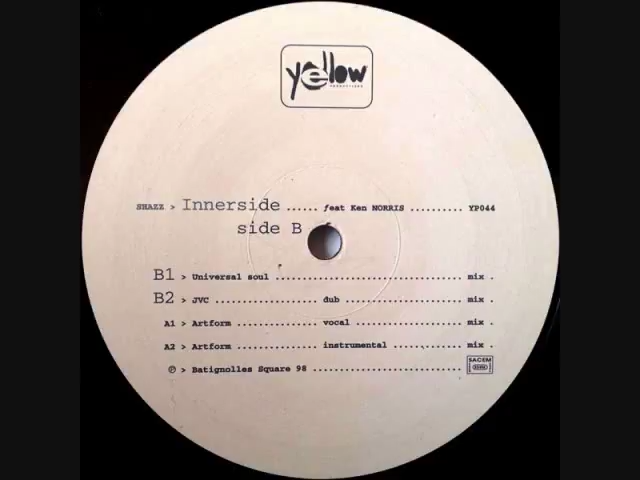 yellow
PRODUCTIONS
SHAZZ > Innerside ...... feat Ken NORRIS .......... YP044
side B
B1 > Universal soul ..................................... mix .
B2 > JVC .................... dub ....................... mix .
A1 > Artform ................ vocal ..................... mix .
A2 > Artform ................ instrumental .............. mix .
℗ > Batignolles Square 98 ............................
SACEM